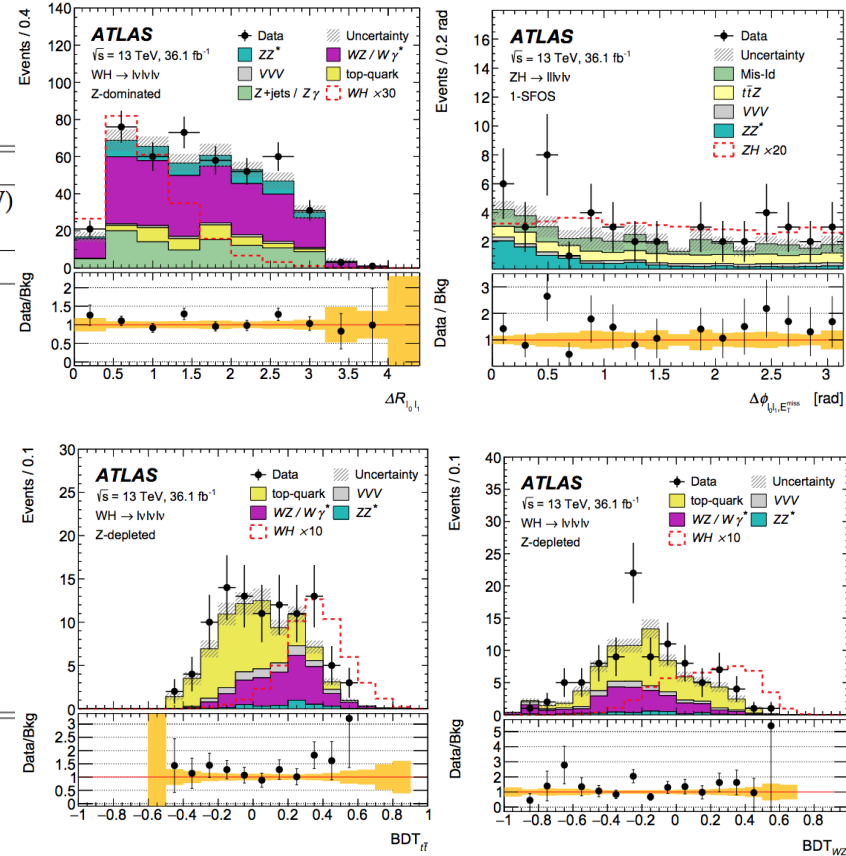 140
120
100
80
60
40
20
0
Events / 0.4
ATLAS
√s = 13 TeV, 36.1 fb⁻¹
WH → lνlνlν
Z-dominated
Data
Uncertainty
ZZ*
WZ / Wγ*
VVV
top-quark
Z+jets / Zγ
WH ×30
Data/Bkg
2
1.5
1
0.5
0
0 0.5 1 1.5 2 2.5 3 3.5 4
ΔR l₀ l₁
V)
Events / 0.2 rad
16
14
12
10
8
6
4
2
ATLAS
√s = 13 TeV, 36.1 fb⁻¹
ZH → lllνlν
1-SFOS
Data
Uncertainty
Mis-Id
tt̄Z
VVV
ZZ*
ZH ×20
Data / Bkg
3
2
1
0 0.5 1 1.5 2 2.5 3
Δϕ l₀l₁,E_T^miss [rad]
Events / 0.1
30
25
20
15
10
5
0
ATLAS
√s = 13 TeV, 36.1 fb⁻¹
WH → lνlνlν
Z-depleted
Data
Uncertainty
top-quark
VVV
WZ / Wγ*
ZZ*
WH ×10
Data/Bkg
3
2.5
2
1.5
1
0.5
0
−1 −0.8 −0.6 −0.4 −0.2 0 0.2 0.4 0.6 0.8 1
BDT tt̄
Events / 0.1
40
35
30
25
20
15
10
5
0
ATLAS
√s = 13 TeV, 36.1 fb⁻¹
WH → lνlνlν
Z-depleted
Data
Uncertainty
top-quark
VVV
WZ / Wγ*
ZZ*
WH ×10
Data/Bkg
5
4
3
2
1
0
−1 −0.8 −0.6 −0.4 −0.2 0 0.2 0.4 0.6 0.8
BDT WZ